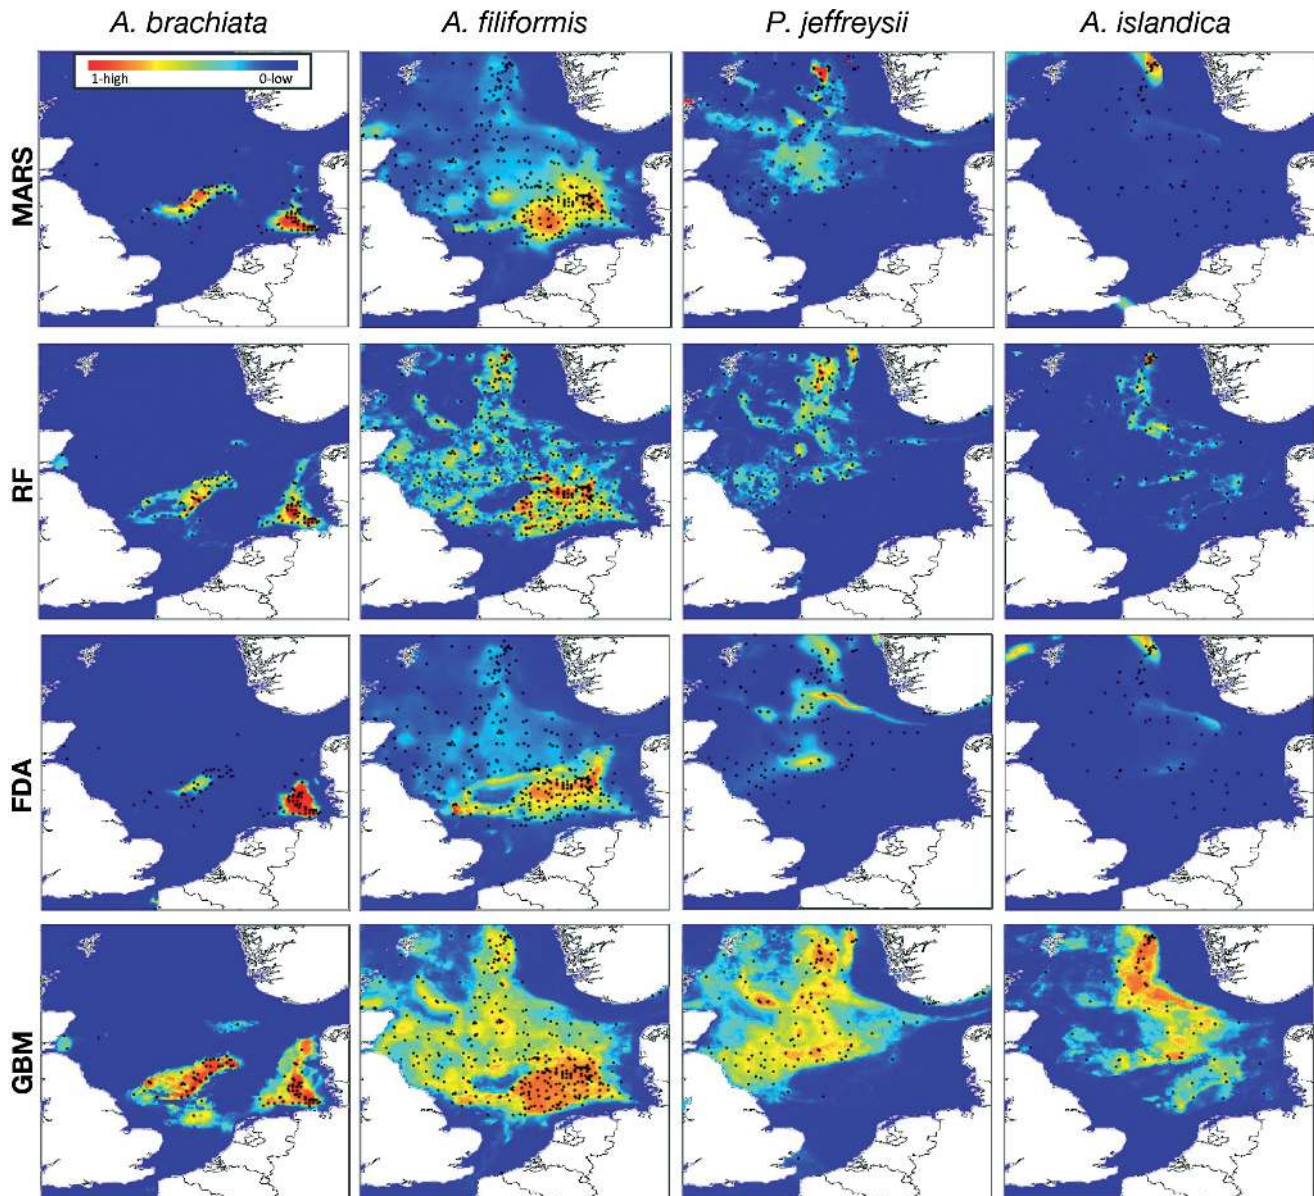 A. brachiata A. filiformis P. jeffreysii A. islandica
1-high 0-low
MARS
RF
FDA
GBM